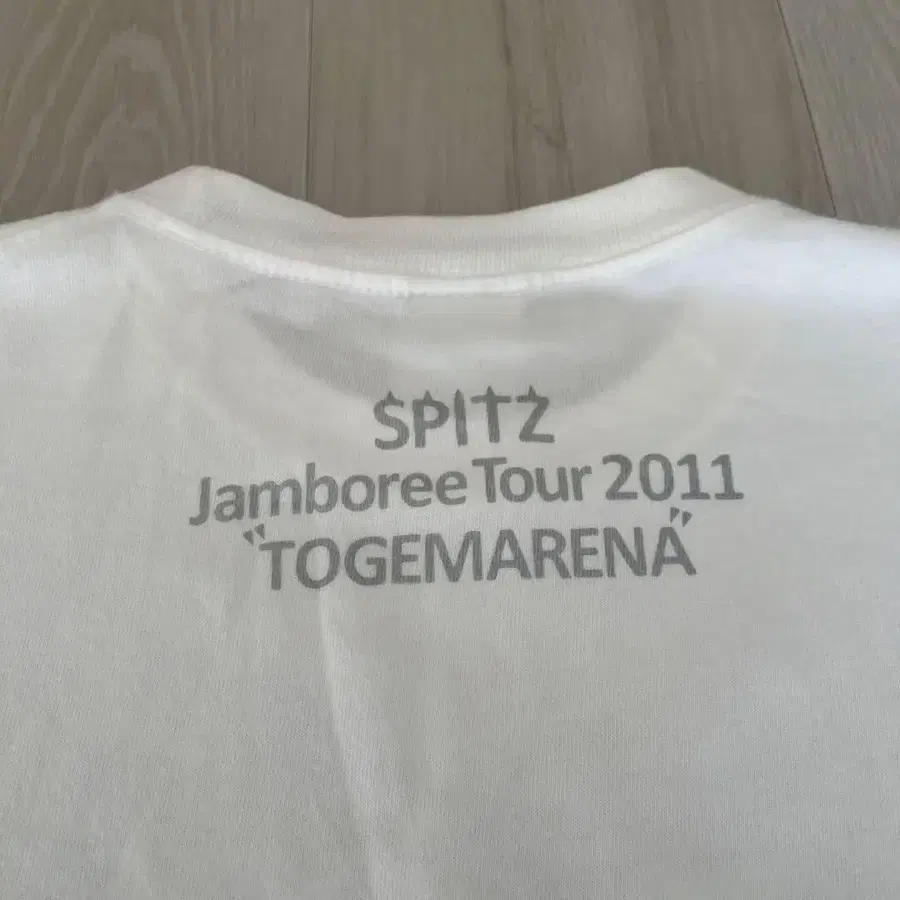 SPITZ
Jamboree Tour 2011
"TOGEMARENA"